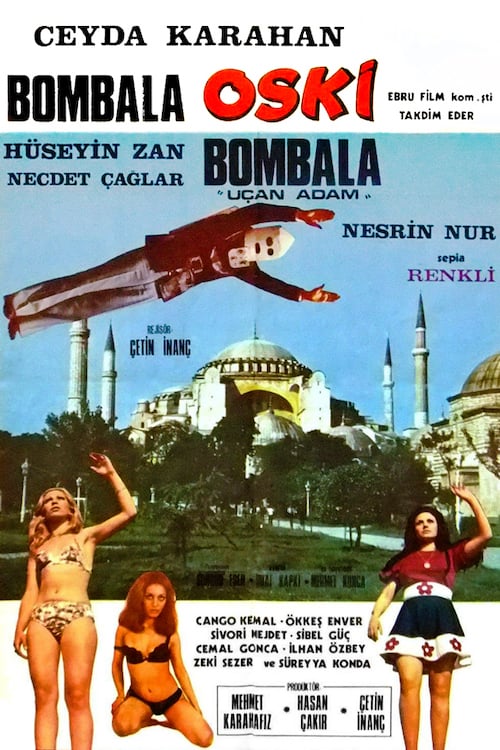 CEYDA KARAHAN
BOMBALA OSKİ
EBRU FİLM kom.şti
TAKDİM EDER
HÜSEYİN ZAN
NECDET ÇAĞLAR
BOMBALA
"UÇAN ADAM"
NESRİN NUR
sepia
RENKLİ
REJİSÖR:
ÇETİN İNANÇ
CANGO KEMAL · ÖKKEŞ ENVER
SİVORİ NEJDET · SİBEL GÜÇ
CEMAL GONCA · İLHAN ÖZBEY
ZEKİ SEZER ve SÜREYYA KONDA
PRODÜKTÖR
MEHMET KARAHAFIZ · HASAN ÇAKIR · ÇETİN İNANÇ